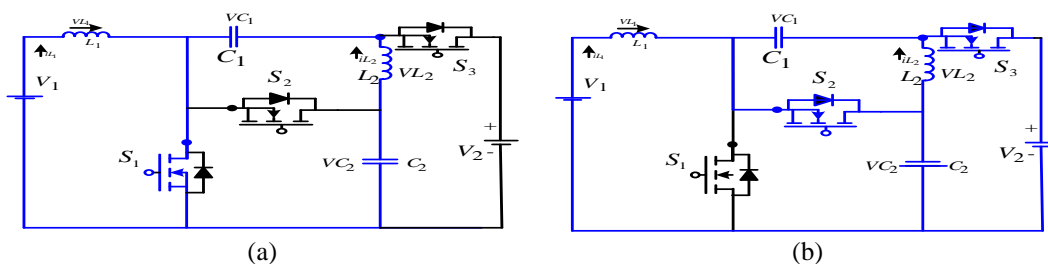 VL₁
iL₁
L₁
V₁
VC₁
C₁
iL₂
L₂
VL₂
S₃
S₂
S₁
VC₂
C₂
+
V₂
-
(a)
VL₁
iL₁
L₁
V₁
VC₁
C₁
iL₂
L₂
VL₂
S₃
S₂
S₁
VC₂
C₂
+
V₂
-
(b)